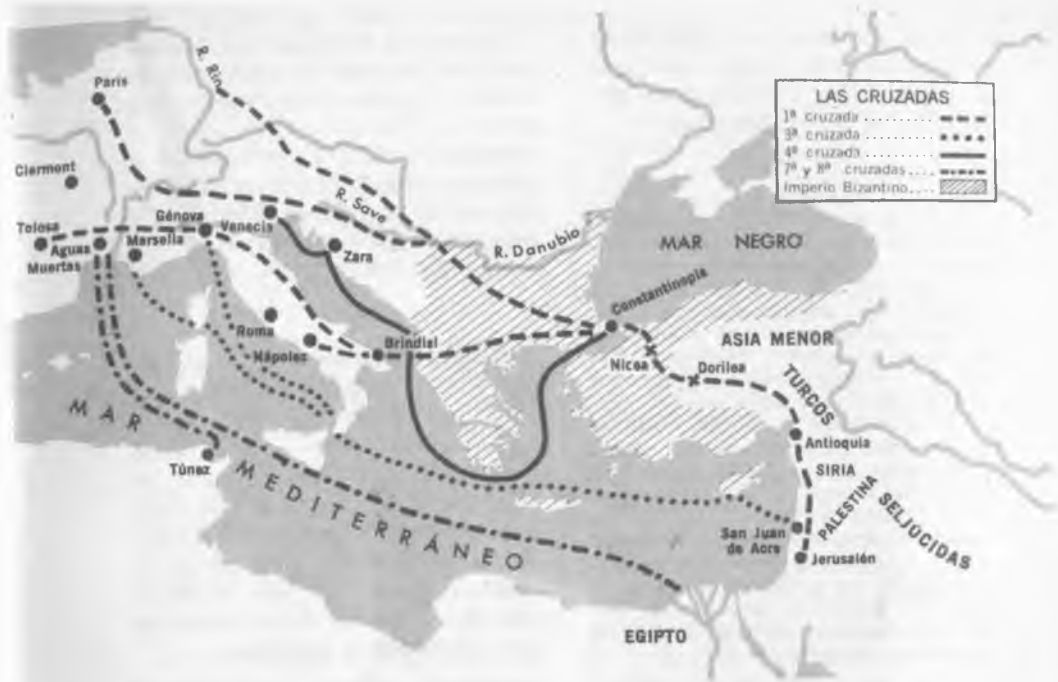 LAS CRUZADAS
1ª cruzada ..........
3ª cruzada ..........
4ª cruzada ..........
7ª y 8ª cruzadas....
Imperio Bizantino....
París
R. Rin
Clermont
Tolosa
Aguas
Muertas
Marsella
Génova
Venecia
R. Save
Zara
R. Danubio
MAR NEGRO
Constantinopla
Roma
Nápoles
Brindisi
Nicea
Dorilea
ASIA MENOR
TURCOS
SELJÚCIDAS
Antioquía
SIRIA
PALESTINA
San Juan
de Acre
Jerusalén
Túnez
MAR
MEDITERRÁNEO
EGIPTO